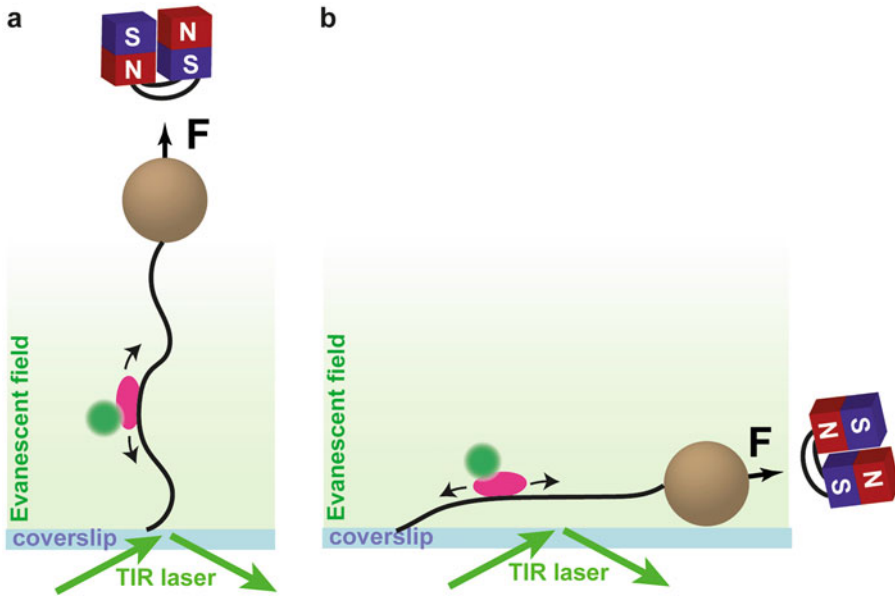 a
S N
N S
F
Evanescent field
coverslip
TIR laser
b
F
N S
S N
Evanescent field
coverslip
TIR laser